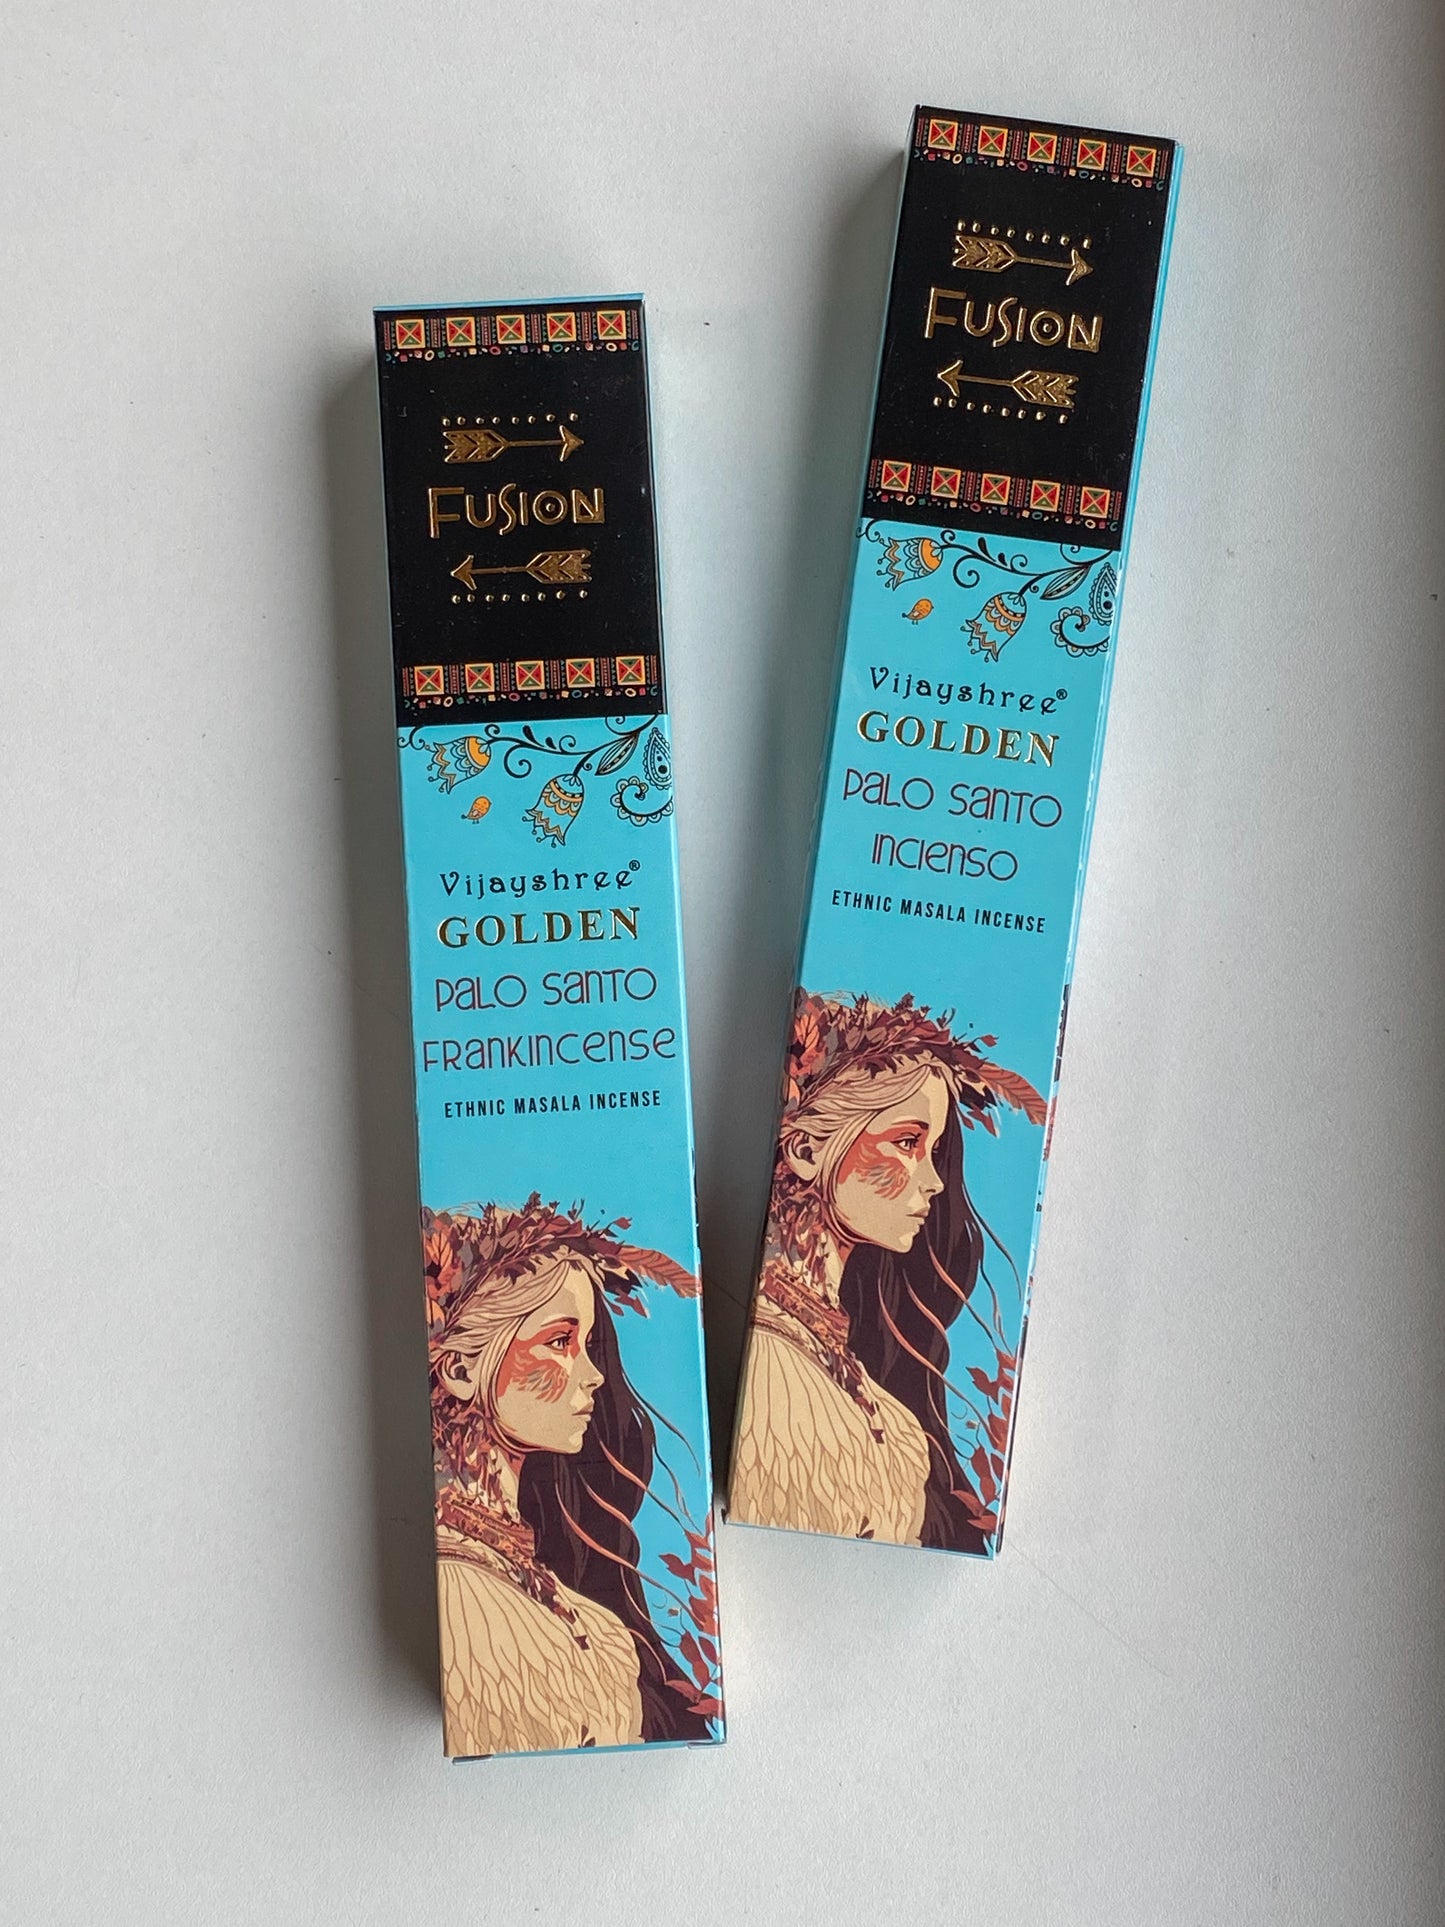 FUSION
Vijayshree®
GOLDEN
PALO SANTO
FRANKINCENSE
ETHNIC MASALA INCENSE
FUSION
Vijayshree®
GOLDEN
PALO SANTO
INCIENSO
ETHNIC MASALA INCENSE